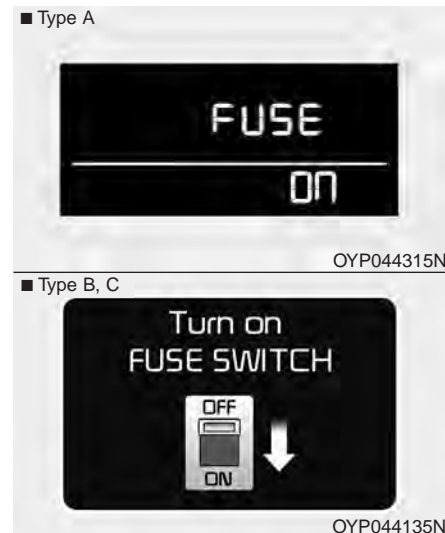 ■ Type A
FUSE
ON
OYP044315N
■ Type B, C
Turn on
FUSE SWITCH
OFF
ON
OYP044135N